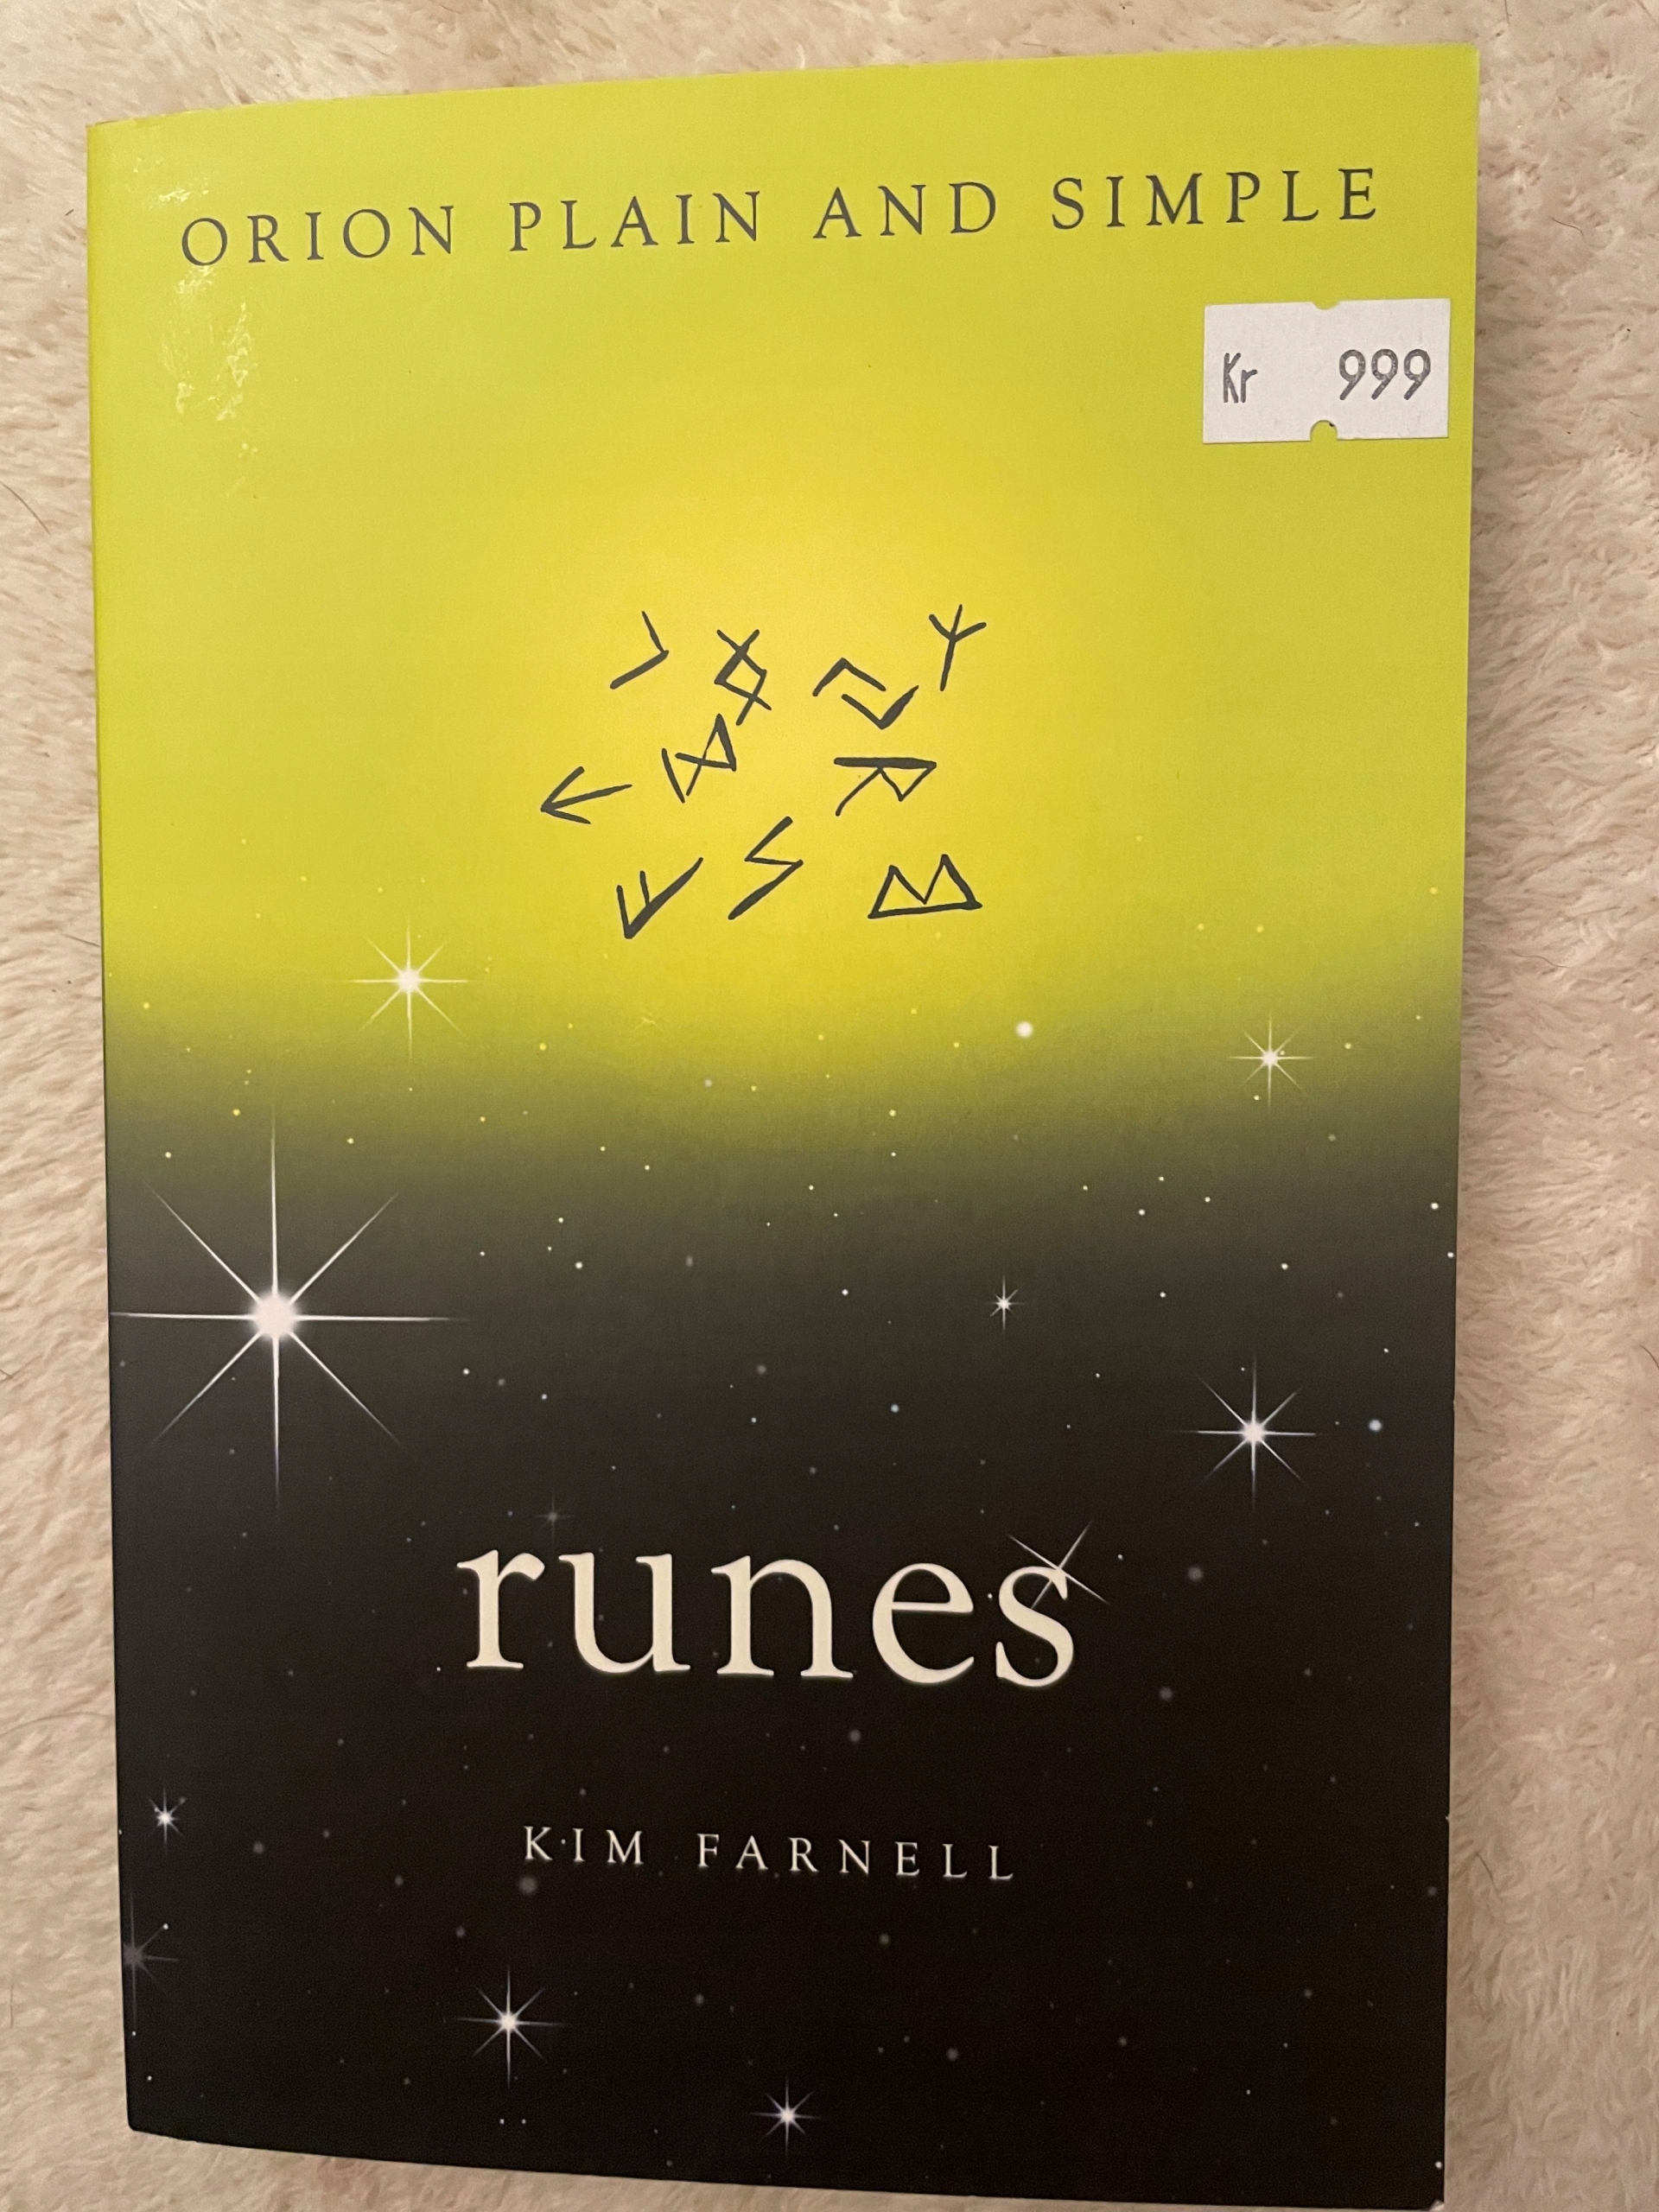 ORION PLAIN AND SIMPLE
Kr 999
runes
KIM FARNELL